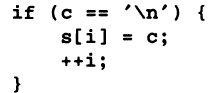 if (c == '\n') {
    s[i] = c;
    ++i;
}